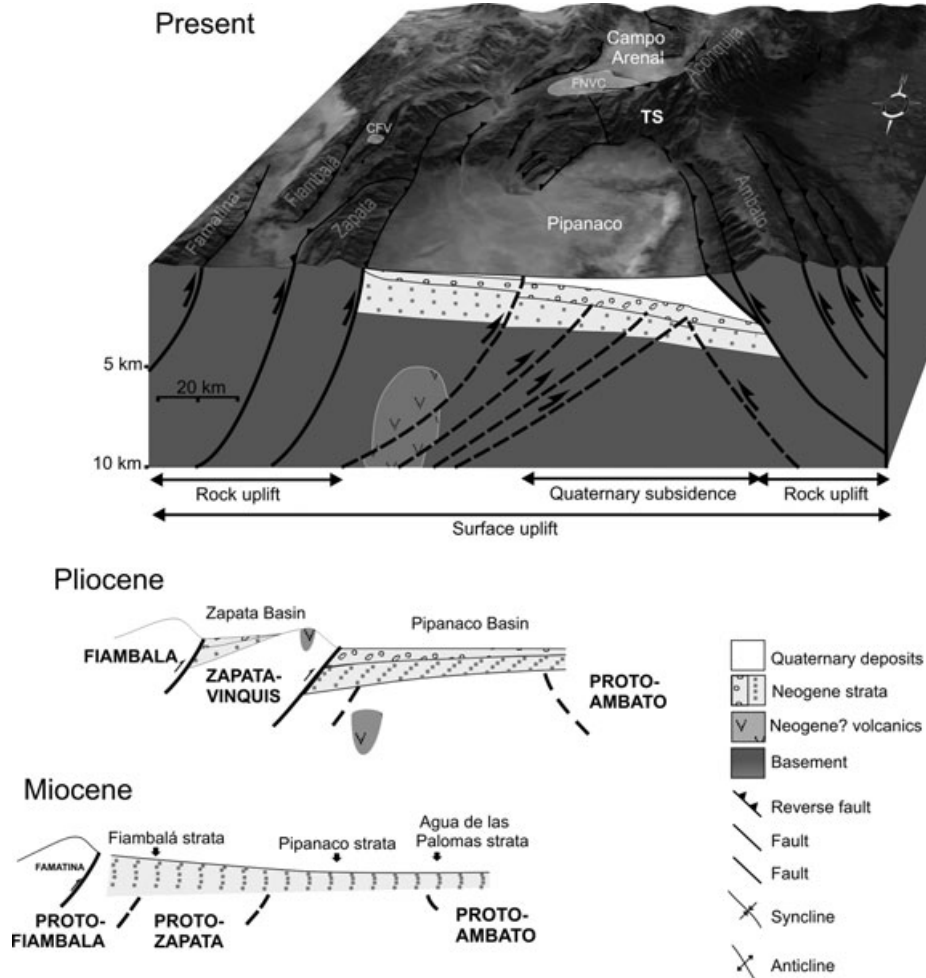 Present
Campo
Arenal
Aconquija
FNVC
TS
CFV
Fiambalá
Famatina
Zapata
Ambato
Pipanaco
5 km
20 km
10 km
Rock uplift
Quaternary subsidence
Rock uplift
Surface uplift
Pliocene
Zapata Basin
Pipanaco Basin
FIAMBALA
ZAPATA-
VINQUIS
PROTO-
AMBATO
Quaternary deposits
Neogene strata
Neogene? volcanics
Basement
Reverse fault
Fault
Fault
Syncline
Anticline
Miocene
Fiambalá strata
Pipanaco strata
Agua de las
Palomas strata
FAMATINA
PROTO-
FIAMBALA
PROTO-
ZAPATA
PROTO-
AMBATO